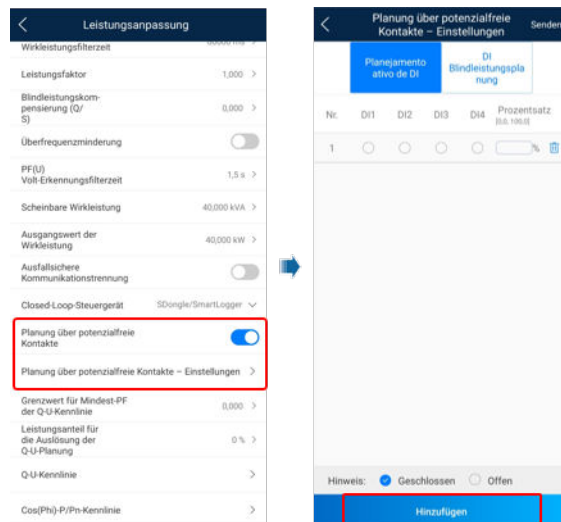 Leistungsanpassung
Wirkleistungsfilterzeit
Leistungsfaktor 1,000
Blindleistungskom-
pensierung (Q/
S) 0,000
Überfrequenzminderung
PF(U)
Volt-Erkennungsfilterzeit 1,5 s
Scheinbare Wirkleistung 40,000 kVA
Ausgangswert der
Wirkleistung 40,000 kW
Ausfallsichere
Kommunikationstrennung
Closed-Loop-Steuergerät SDongle/SmartLogger
Planung über potenzialfreie
Kontakte
Planung über potenzialfreie Kontakte – Einstellungen
Grenzwert für Mindest-PF
der Q-U-Kennlinie 0,000
Leistungsanteil für
die Auslösung der
Q-U-Planung 0 %
Q-U-Kennlinie
Cos(Phi)-P/Pn-Kennlinie
Planung über potenzialfreie
Kontakte – Einstellungen
Senden
Planejamento
ativo de DI
DI
Blindleistungspla
nung
Nr. DI1 DI2 DI3 DI4 Prozentsatz
[0,0, 100,0]
1 %
Hinweis: Geschlossen Offen
Hinzufügen